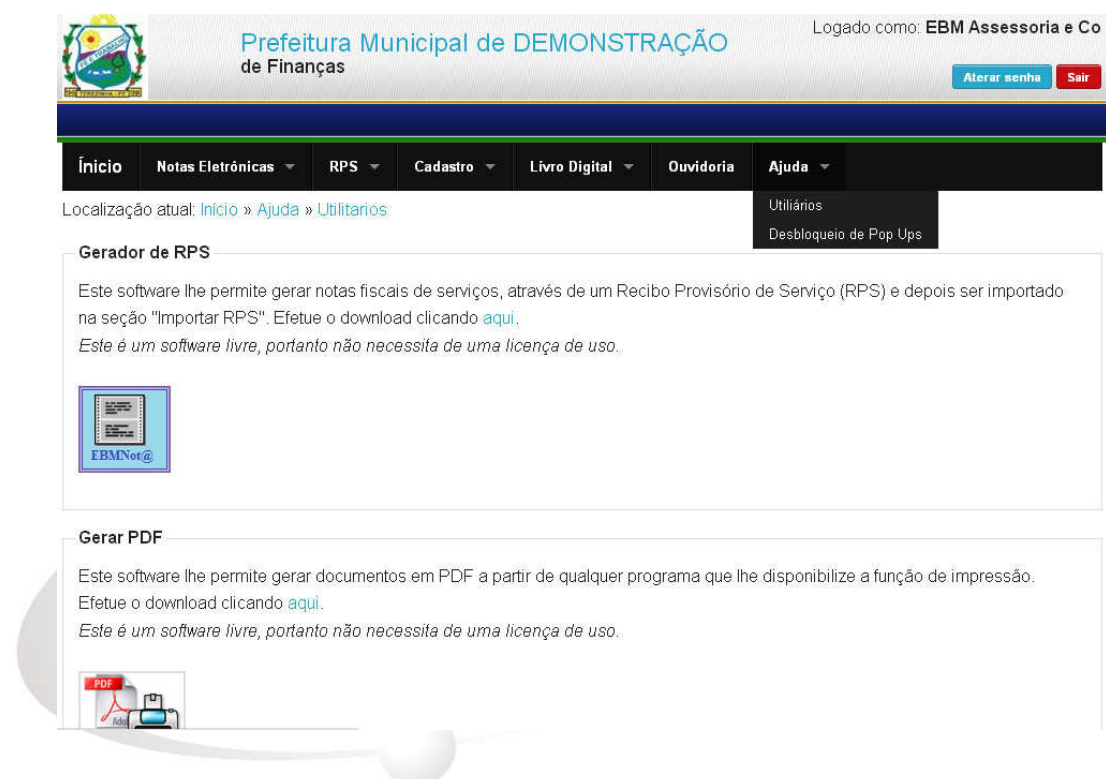 Prefeitura Municipal de DEMONSTRAÇÃO
de Finanças
Logado como: EBM Assessoria e Co
Aterar senha Sair
Ínicio Notas Eletrônicas RPS Cadastro Lívro Digital Ouvidoria Ajuda
Utiliários
Desbloqueio de Pop Ups
Localização atual: Início » Ajuda » Utilitarios
Gerador de RPS
Este software lhe permite gerar notas fiscais de serviços, através de um Recibo Provisório de Serviço (RPS) e depois ser importado
na seção "Importar RPS". Efetue o download clicando aqui.
Este é um software livre, portanto não necessita de uma licença de uso.
EBMNot@
Gerar PDF
Este software lhe permite gerar documentos em PDF a partir de qualquer programa que lhe disponibilize a função de impressão.
Efetue o download clicando aqui.
Este é um software livre, portanto não necessita de uma licença de uso.
PDF
Ado